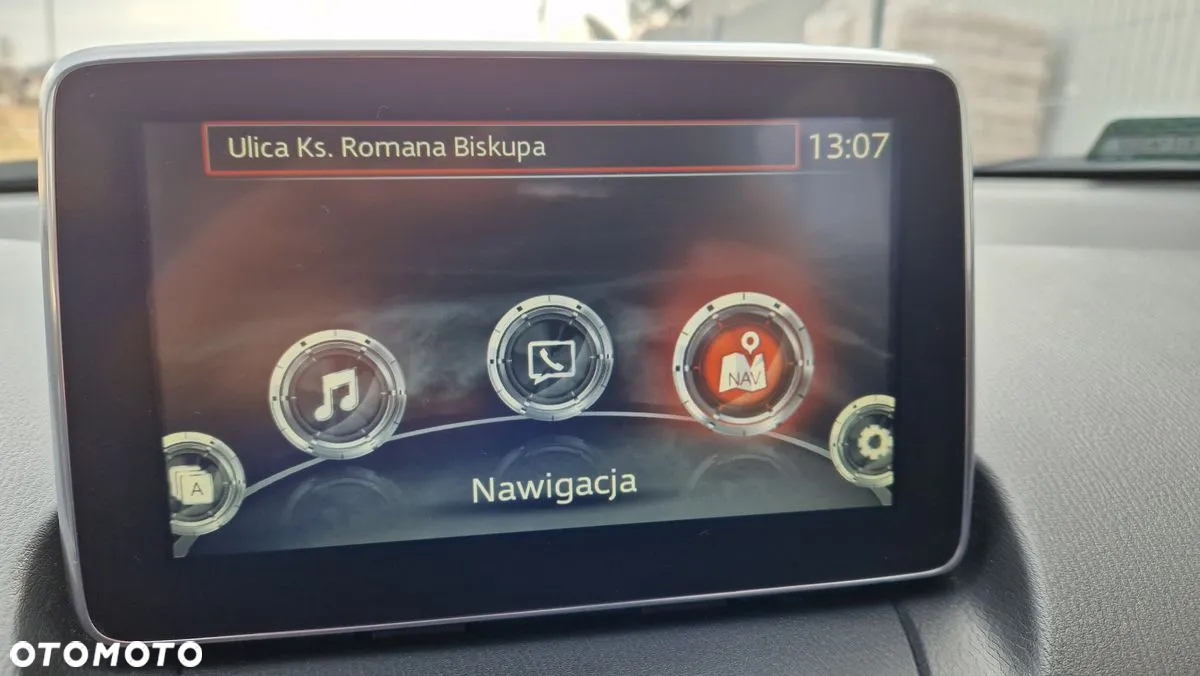 Ulica Ks. Romana Biskupa
13:07
NAV
A
Nawigacja
OTOMOTO